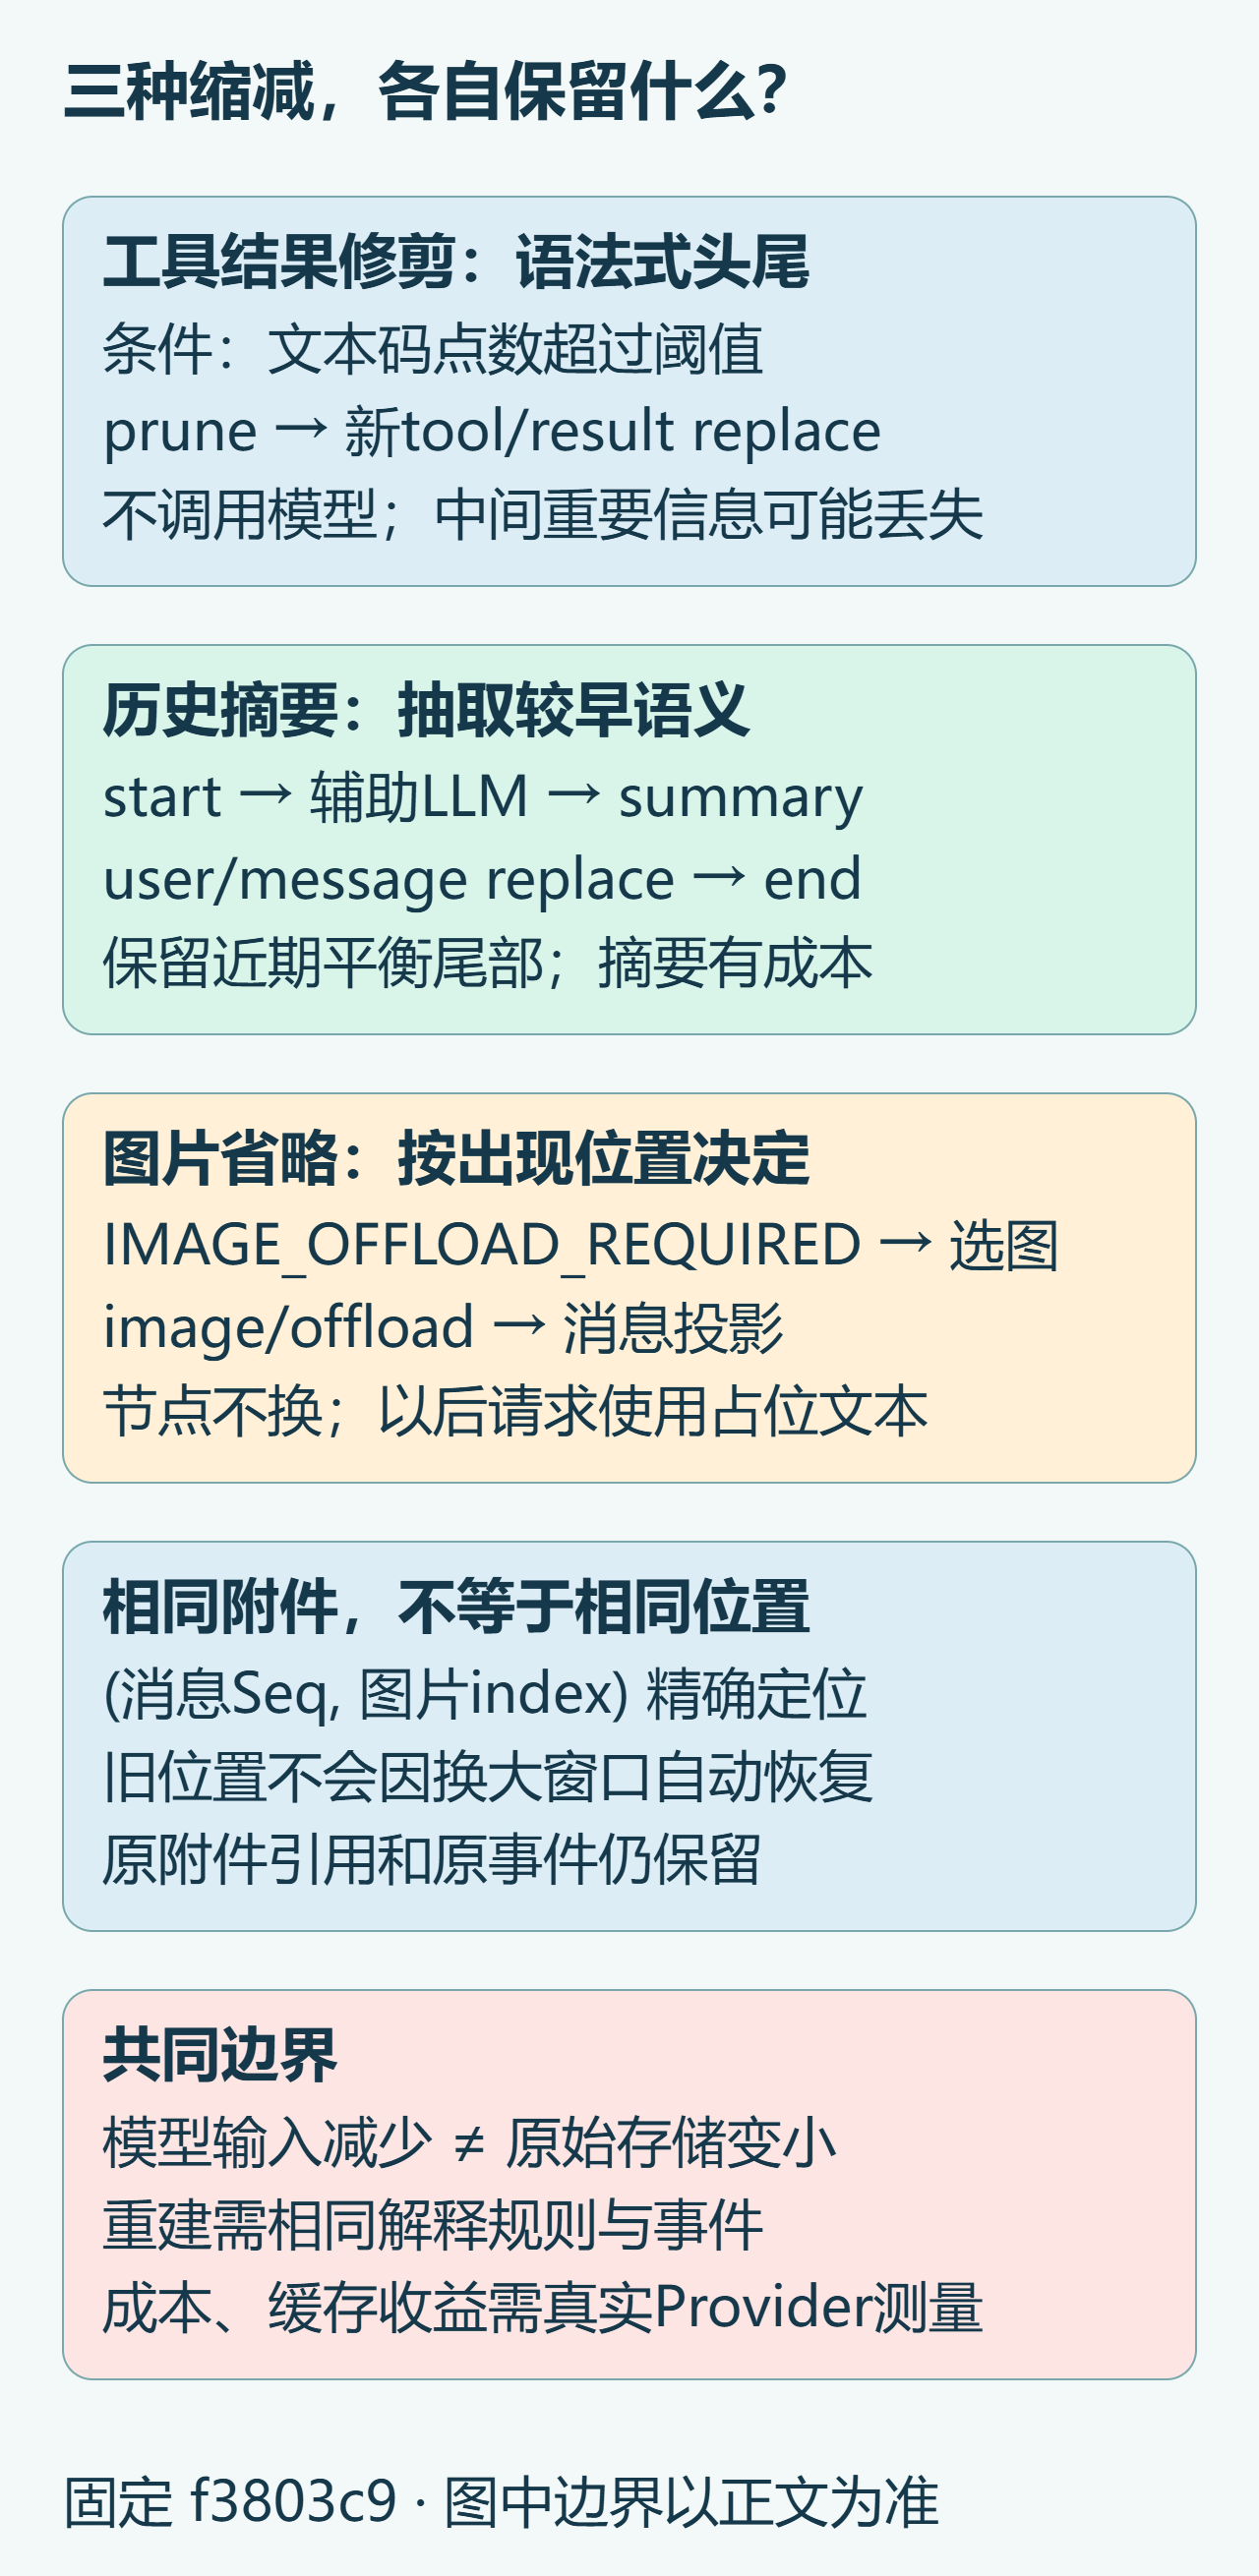 三种缩减，各自保留什么？
工具结果修剪：语法式头尾
条件：文本码点数超过阈值
prune → 新tool/result replace
不调用模型；中间重要信息可能丢失
历史摘要：抽取较早语义
start → 辅助LLM → summary
user/message replace → end
保留近期平衡尾部；摘要有成本
图片省略：按出现位置决定
IMAGE_OFFLOAD_REQUIRED → 选图
image/offload → 消息投影
节点不换；以后请求使用占位文本
相同附件，不等于相同位置
(消息Seq, 图片index) 精确定位
旧位置不会因换大窗口自动恢复
原附件引用和原事件仍保留
共同边界
模型输入减少 ≠ 原始存储变小
重建需相同解释规则与事件
成本、缓存收益需真实Provider测量
固定 f3803c9 · 图中边界以正文为准